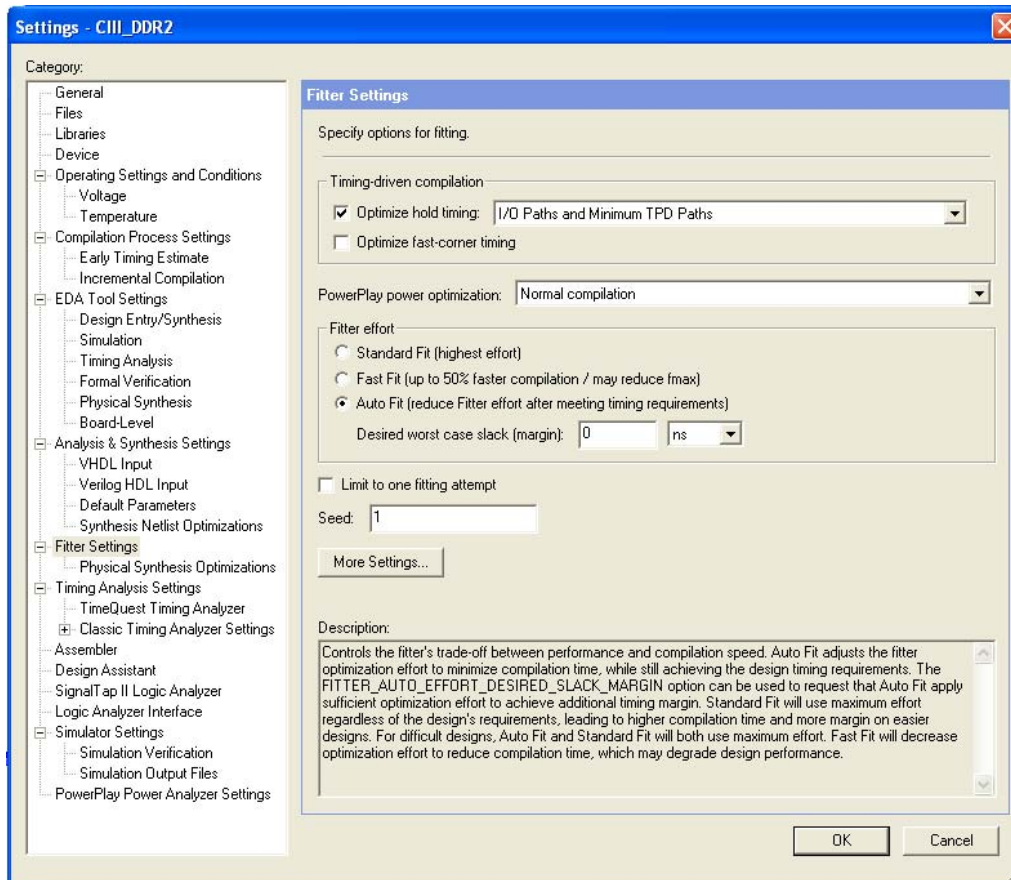 Settings - CIII_DDR2
Category:
General
Files
Libraries
Device
Operating Settings and Conditions
Voltage
Temperature
Compilation Process Settings
Early Timing Estimate
Incremental Compilation
EDA Tool Settings
Design Entry/Synthesis
Simulation
Timing Analysis
Formal Verification
Physical Synthesis
Board-Level
Analysis & Synthesis Settings
VHDL Input
Verilog HDL Input
Default Parameters
Synthesis Netlist Optimizations
Fitter Settings
Physical Synthesis Optimizations
Timing Analysis Settings
TimeQuest Timing Analyzer
Classic Timing Analyzer Settings
Assembler
Design Assistant
SignalTap II Logic Analyzer
Logic Analyzer Interface
Simulator Settings
Simulation Verification
Simulation Output Files
PowerPlay Power Analyzer Settings
Fitter Settings
Specify options for fitting.
Timing-driven compilation
Optimize hold timing: I/O Paths and Minimum TPD Paths
Optimize fast-corner timing
PowerPlay power optimization: Normal compilation
Fitter effort
Standard Fit (highest effort)
Fast Fit (up to 50% faster compilation / may reduce fmax)
Auto Fit (reduce Fitter effort after meeting timing requirements)
Desired worst case slack (margin): 0 ns
Limit to one fitting attempt
Seed: 1
More Settings...
Description:
Controls the fitter's trade-off between performance and compilation speed. Auto Fit adjusts the fitter
optimization effort to minimize compilation time, while still achieving the design timing requirements. The
FITTER_AUTO_EFFORT_DESIRED_SLACK_MARGIN option can be used to request that Auto Fit apply
sufficient optimization effort to achieve additional timing margin. Standard Fit will use maximum effort
regardless of the design's requirements, leading to higher compilation time and more margin on easier
designs. For difficult designs, Auto Fit and Standard Fit will both use maximum effort. Fast Fit will decrease
optimization effort to reduce compilation time, which may degrade design performance.
OK
Cancel